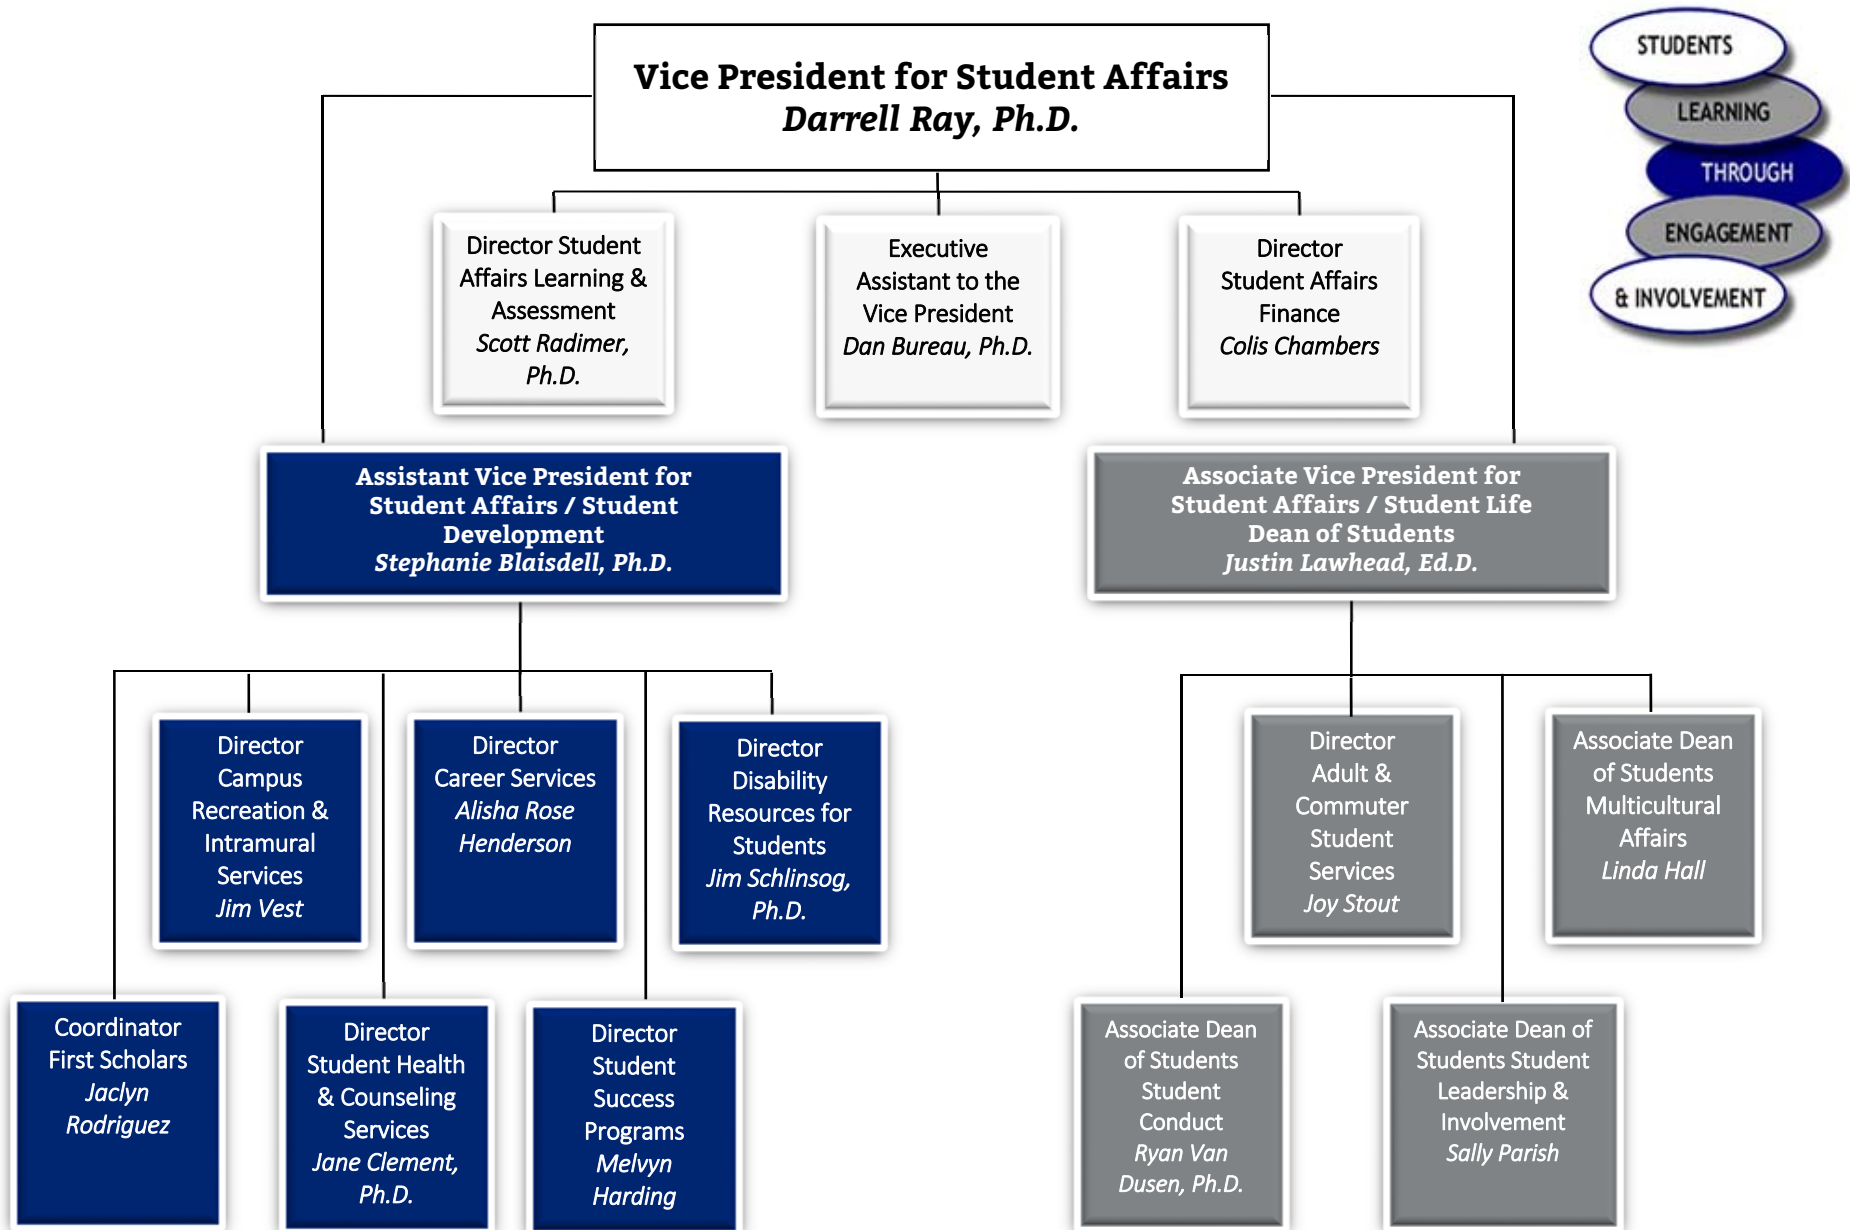 Vice President for Student Affairs
Darrell Ray, Ph.D.
STUDENTS
LEARNING
THROUGH
ENGAGEMENT
& INVOLVEMENT
Director Student
Affairs Learning &
Assessment
Scott Radimer,
Ph.D.
Executive
Assistant to the
Vice President
Dan Bureau, Ph.D.
Director
Student Affairs
Finance
Colis Chambers
Assistant Vice President for
Student Affairs / Student
Development
Stephanie Blaisdell, Ph.D.
Associate Vice President for
Student Affairs / Student Life
Dean of Students
Justin Lawhead, Ed.D.
Director
Campus
Recreation &
Intramural
Services
Jim Vest
Director
Career Services
Alisha Rose
Henderson
Director
Disability
Resources for
Students
Jim Schlinsog,
Ph.D.
Director
Adult &
Commuter
Student
Services
Joy Stout
Associate Dean
of Students
Multicultural
Affairs
Linda Hall
Coordinator
First Scholars
Jaclyn
Rodriguez
Director
Student Health
& Counseling
Services
Jane Clement,
Ph.D.
Director
Student
Success
Programs
Melvyn
Harding
Associate Dean
of Students
Student
Conduct
Ryan Van
Dusen, Ph.D.
Associate Dean of
Students Student
Leadership &
Involvement
Sally Parish